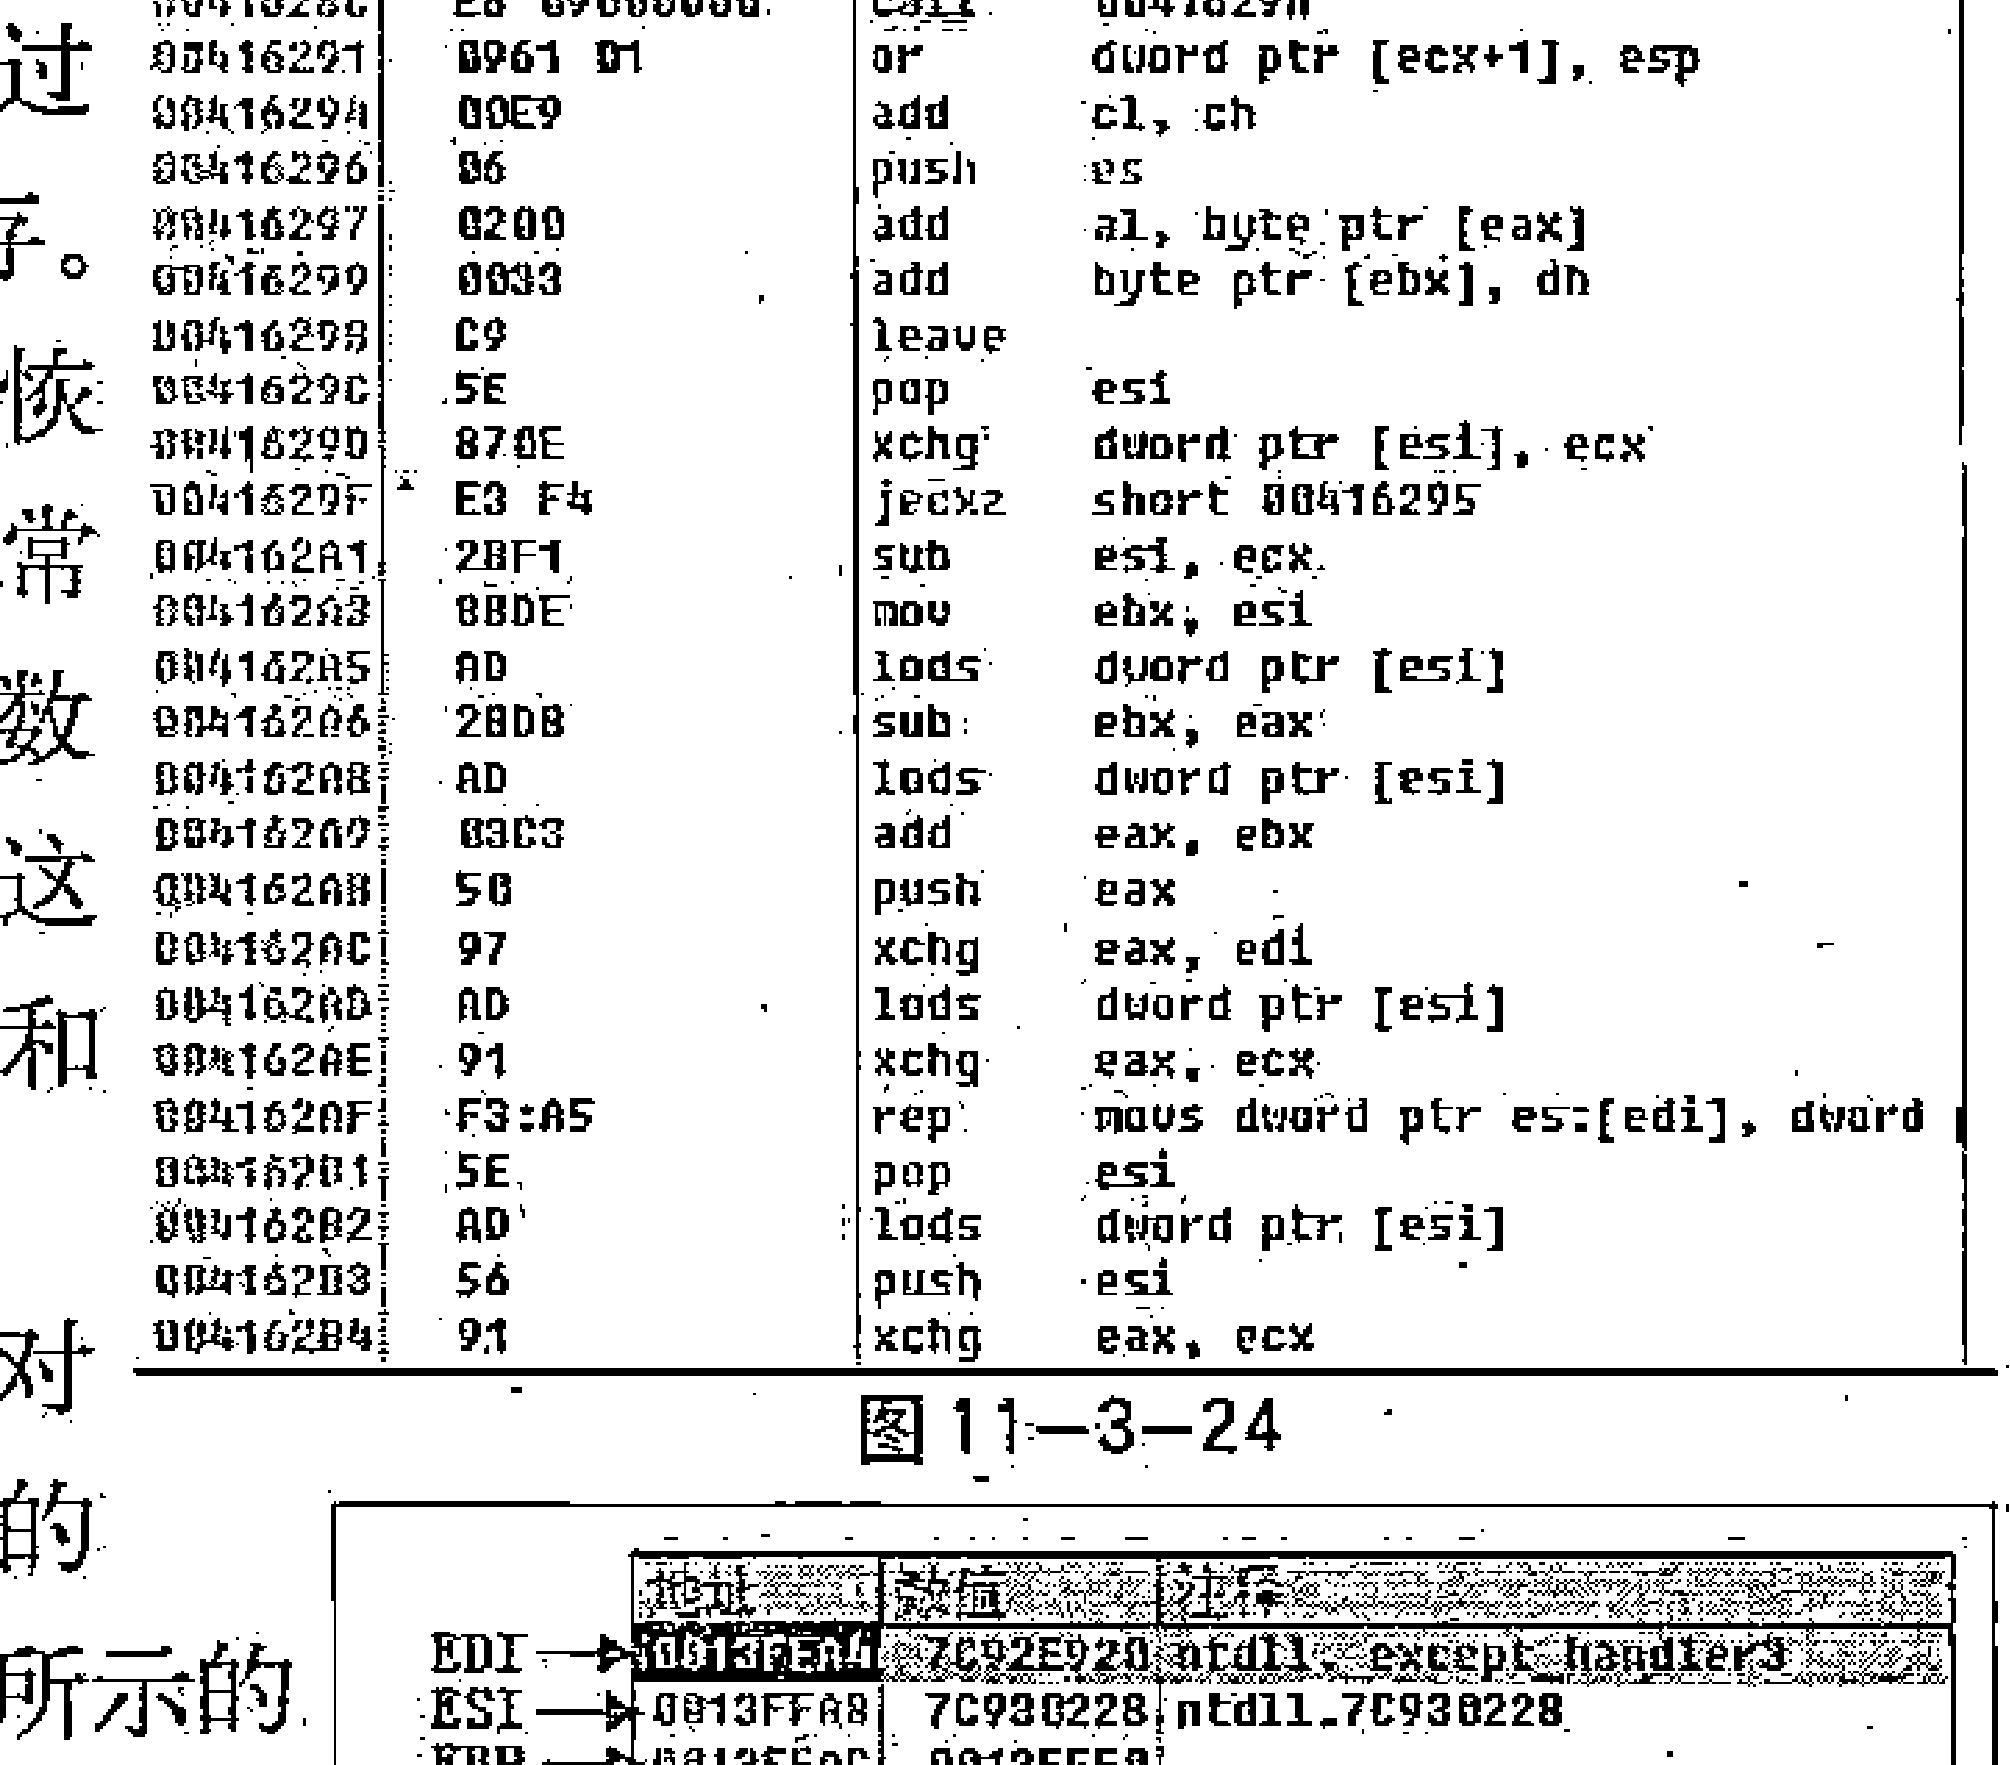 过
存。
恢
常
数
这
和
对
的
所示的
0041628C E8 09000000 call 0041629A
00416291 0961 01 or dword ptr [ecx+1], esp
00416294 00E9 add cl, ch
00416296 06 push es
00416297 0200 add al, byte ptr [eax]
00416299 0033 add byte ptr [ebx], dh
0041629B C9 leave
0041629C 5E pop esi
0041629D 870E xchg dword ptr [esi], ecx
0041629F E3 F4 jecxz short 00416295
004162A1 2BF1 sub esi, ecx
004162A3 8BDE mov ebx, esi
004162A5 AD lods dword ptr [esi]
004162A6 2BD8 sub ebx, eax
004162A8 AD lods dword ptr [esi]
004162A9 03C3 add eax, ebx
004162AB 50 push eax
004162AC 97 xchg eax, edi
004162AD AD lods dword ptr [esi]
004162AE 91 xchg eax, ecx
004162AF F3:A5 rep movs dword ptr es:[edi], dword
004162B1 5E pop esi
004162B2 AD lods dword ptr [esi]
004162B3 56 push esi
004162B4 91 xchg eax, ecx
图 11-3-24
地址 数值 注释
EDI 0013FFA4 7C92E920 ntdll._except_handler3
ESI 0013FFA8 7C930228 ntdll.7C930228